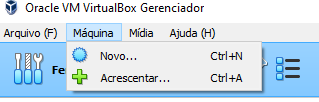 Oracle VM VirtualBox Gerenciador
Arquivo (F) Máquina Mídia Ajuda (H)
Fe
Novo... Ctrl+N
Acrescentar... Ctrl+A